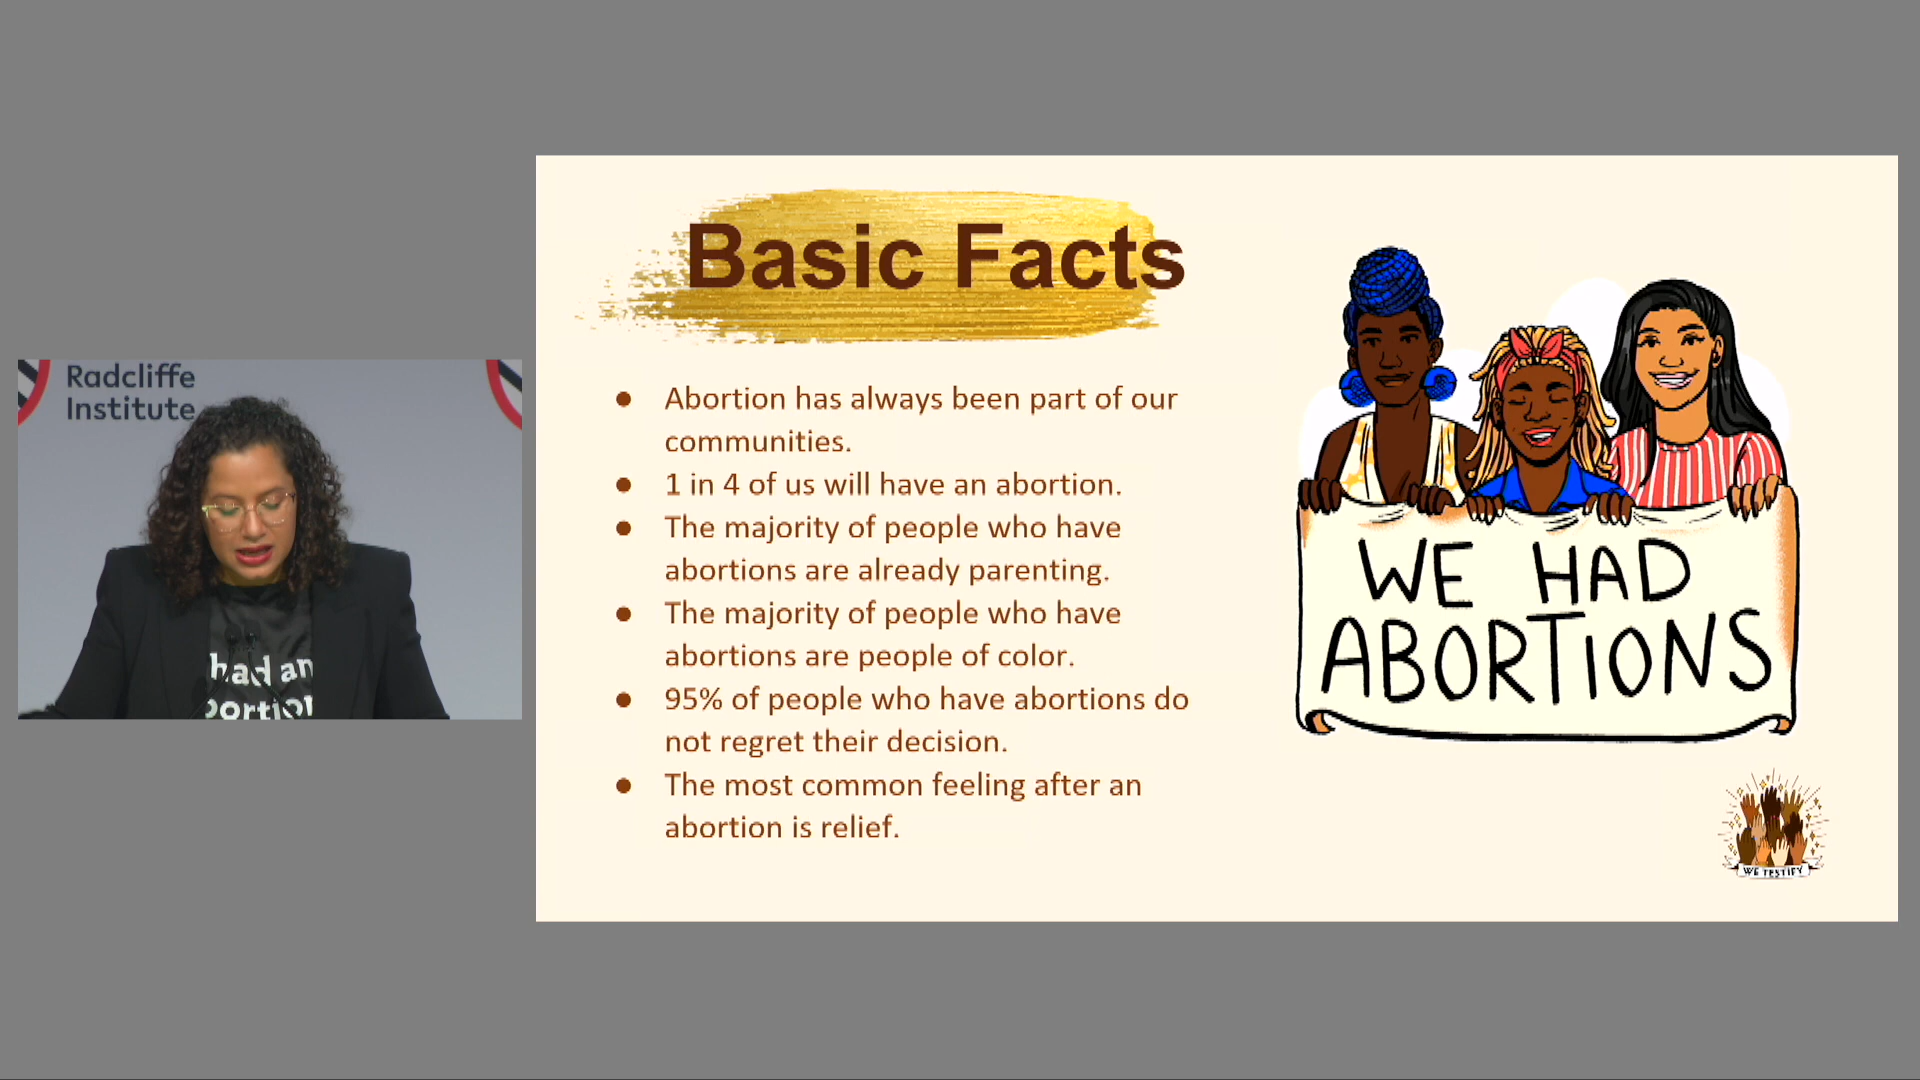 Radcliffe
Institute
had an
Basic Facts
● Abortion has always been part of our
communities.
● 1 in 4 of us will have an abortion.
● The majority of people who have
abortions are already parenting.
● The majority of people who have
abortions are people of color.
● 95% of people who have abortions do
not regret their decision.
● The most common feeling after an
abortion is relief.
WE HAD
ABORTIONS
WE TESTIFY